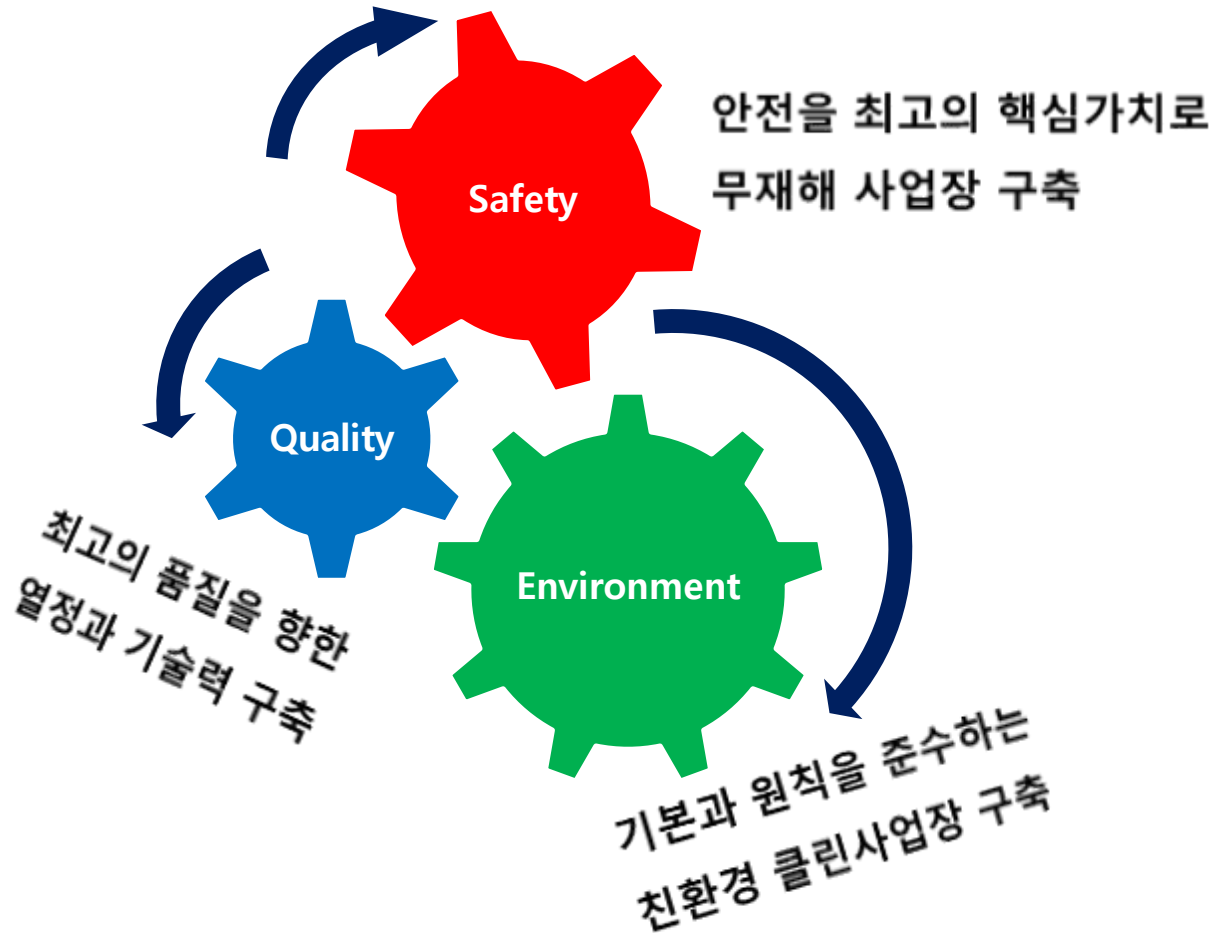 Safety
안전을 최고의 핵심가치로
무재해 사업장 구축
Quality
최고의 품질을 향한
열정과 기술력 구축
Environment
기본과 원칙을 준수하는
친환경 클린사업장 구축